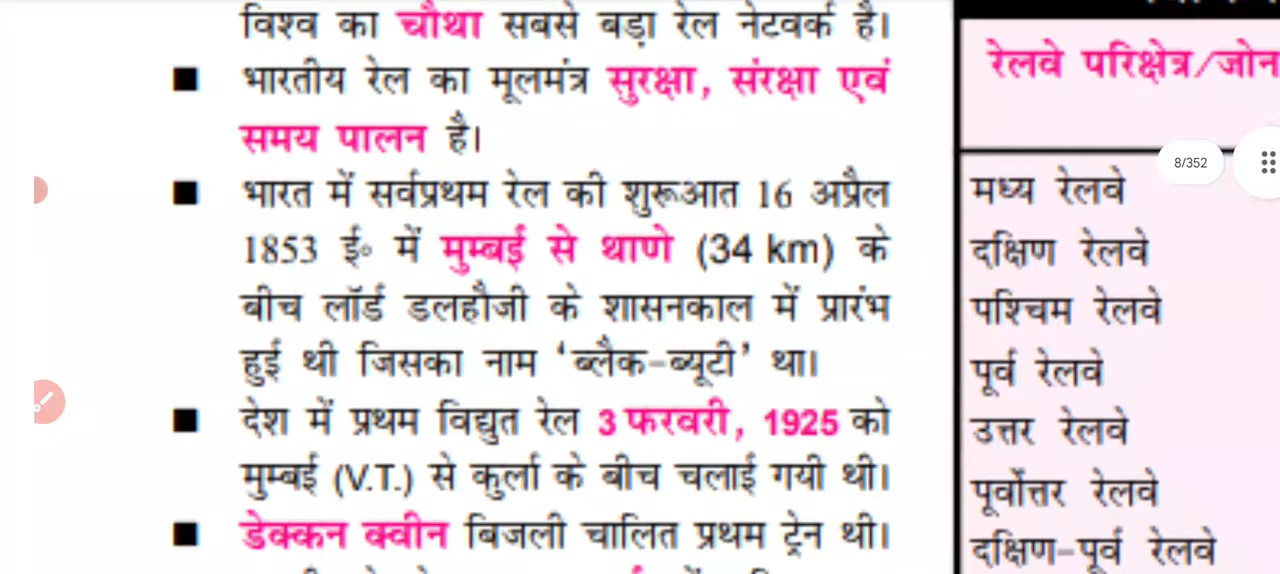 विश्व का चौथा सबसे बड़ा रेल नेटवर्क है।
■ भारतीय रेल का मूलमंत्र सुरक्षा, संरक्षा एवं
समय पालन है।
■ भारत में सर्वप्रथम रेल की शुरूआत 16 अप्रैल
1853 ई॰ में मुम्बई से थाणे (34 km) के
बीच लॉर्ड डलहौजी के शासनकाल में प्रारंभ
हुई थी जिसका नाम ‘ब्लैक-ब्यूटी’ था।
■ देश में प्रथम विद्युत रेल 3 फरवरी, 1925 को
मुम्बई (V.T.) से कुर्ला के बीच चलाई गयी थी।
■ डेक्कन क्वीन बिजली चालित प्रथम ट्रेन थी।
रेलवे परिक्षेत्र/जोन
8/352
मध्य रेलवे
दक्षिण रेलवे
पश्चिम रेलवे
पूर्व रेलवे
उत्तर रेलवे
पूर्वोत्तर रेलवे
दक्षिण-पूर्व रेलवे